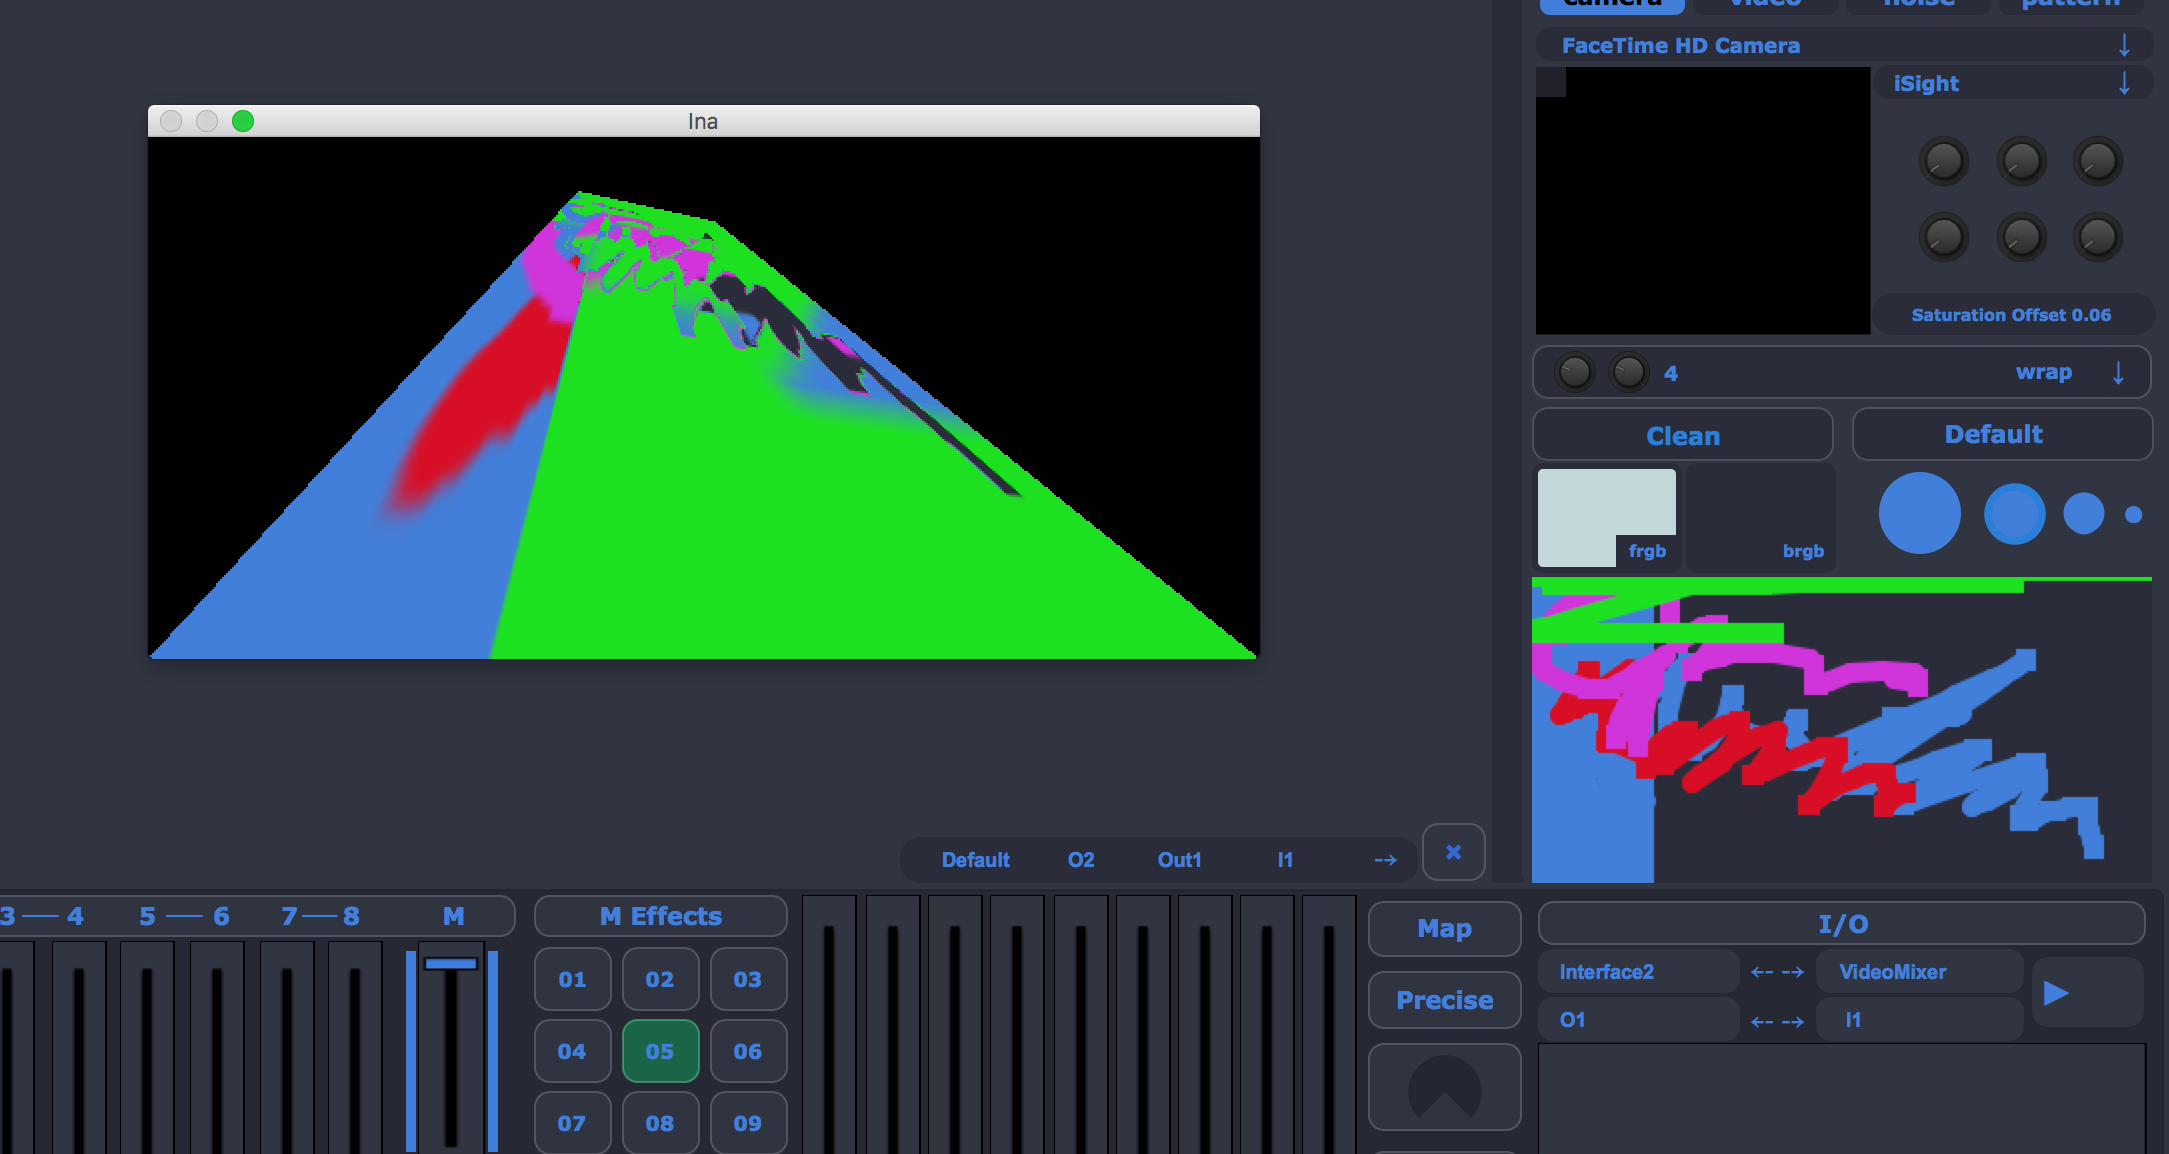 camera video noise pattern
FaceTime HD Camera ↓
iSight ↓
Ina
Saturation Offset 0.06
4 wrap ↓
Clean Default
frgb brgb
Default O2 Out1 I1 ⇢ ×
3 — 4 5 — 6 7 — 8 M
M Effects
01 02 03
04 05 06
07 08 09
Map
Precise
I/O
Interface2 ⇠ ⇢ VideoMixer
O1 ⇠ ⇢ I1